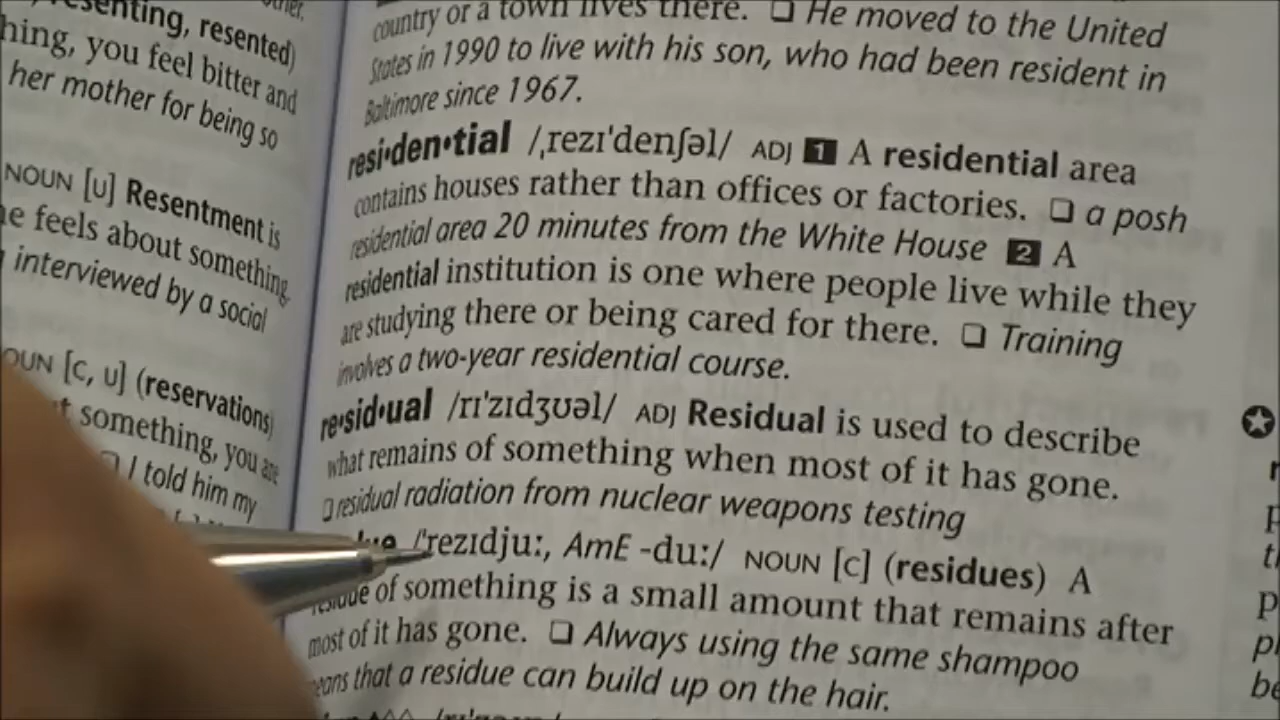 resenting, resented)
hing, you feel bitter and
her mother for being so
NOUN [U] Resentment is
e feels about something
interviewed by a social
[C, U] (reservations)
something, you are
I told him my
country or a town lives there. ❑ He moved to the United
States in 1990 to live with his son, who had been resident in
Baltimore since 1967.
resi•den•tial /ˌrezɪˈdenʃəl/ ADJ 1 A residential area
contains houses rather than offices or factories. ❑ a posh
residential area 20 minutes from the White House 2 A
residential institution is one where people live while they
are studying there or being cared for there. ❑ Training
involves a two-year residential course.
re•sid•ual /rɪˈzɪdʒʊəl/ ADJ Residual is used to describe
what remains of something when most of it has gone.
❑ residual radiation from nuclear weapons testing
/ˈrezɪdjuː, AmE -duː/ NOUN [C] (residues) A
residue of something is a small amount that remains after
most of it has gone. ❑ Always using the same shampoo
means that a residue can build up on the hair.